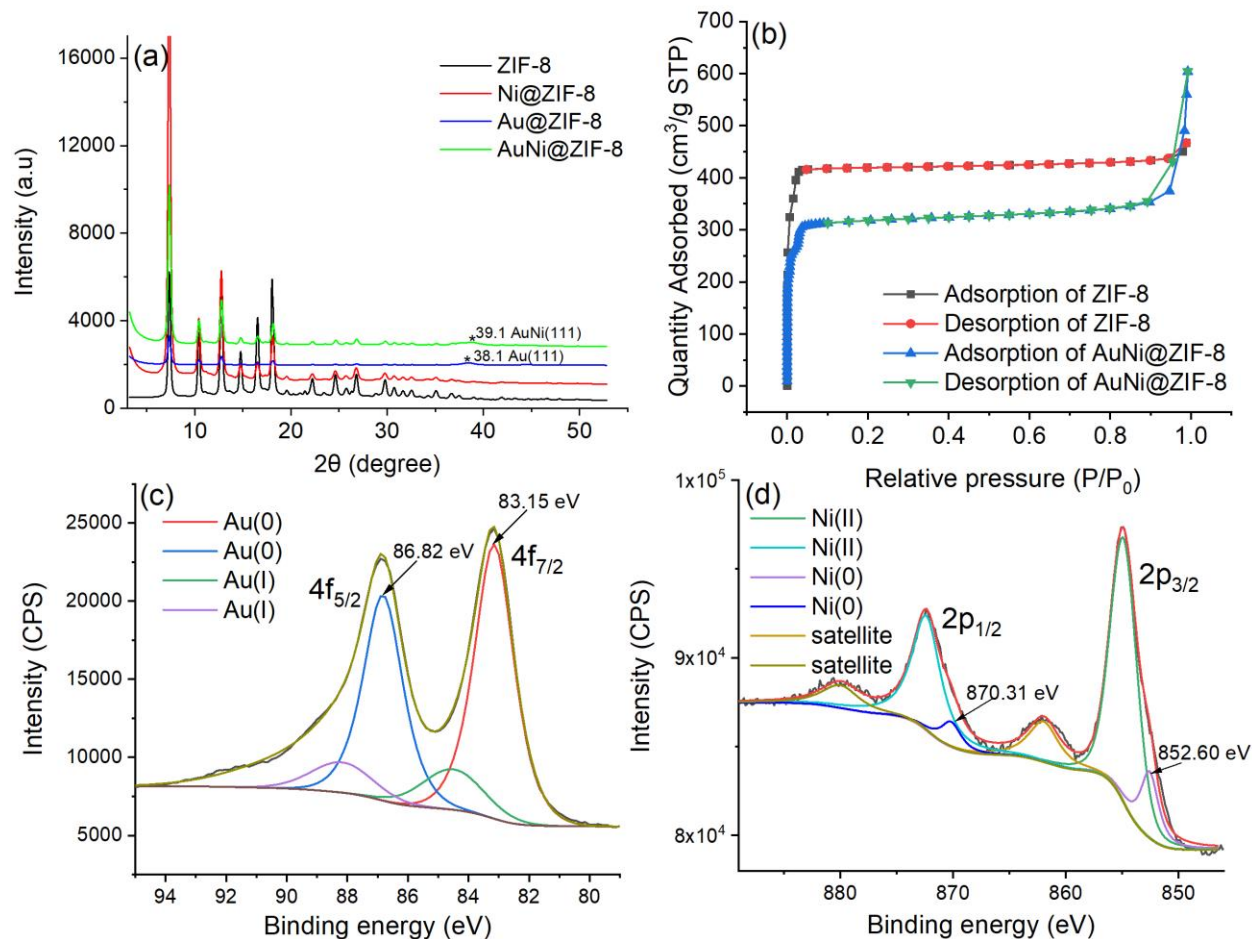 (a)
Intensity (a.u)
16000
12000
8000
4000
0
ZIF-8
Ni@ZIF-8
Au@ZIF-8
AuNi@ZIF-8
*39.1 AuNi(111)
*38.1 Au(111)
10 20 30 40 50
2θ (degree)
(b)
Quantity Adsorbed (cm³/g STP)
700
600
500
400
300
200
100
0
Adsorption of ZIF-8
Desorption of ZIF-8
Adsorption of AuNi@ZIF-8
Desorption of AuNi@ZIF-8
0.0 0.2 0.4 0.6 0.8 1.0
Relative pressure (P/P₀)
(c)
Intensity (CPS)
25000
20000
15000
10000
5000
Au(0)
Au(0)
Au(I)
Au(I)
83.15 eV
86.82 eV
4f7/2
4f5/2
94 92 90 88 86 84 82 80
Binding energy (eV)
(d)
Intensity (CPS)
1x10⁵
9x10⁴
8x10⁴
Ni(II)
Ni(II)
Ni(0)
Ni(0)
satellite
satellite
2p3/2
2p1/2
870.31 eV
852.60 eV
880 870 860 850
Binding energy (eV)